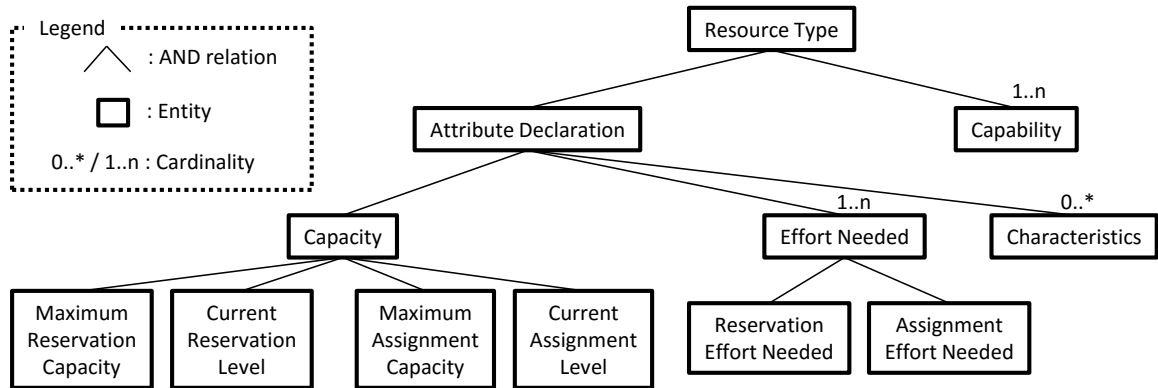 Legend
: AND relation
: Entity
0..* / 1..n : Cardinality
Resource Type
1..n
Attribute Declaration
Capability
1..n
0..*
Capacity
Effort Needed
Characteristics
Maximum
Reservation
Capacity
Current
Reservation
Level
Maximum
Assignment
Capacity
Current
Assignment
Level
Reservation
Effort Needed
Assignment
Effort Needed